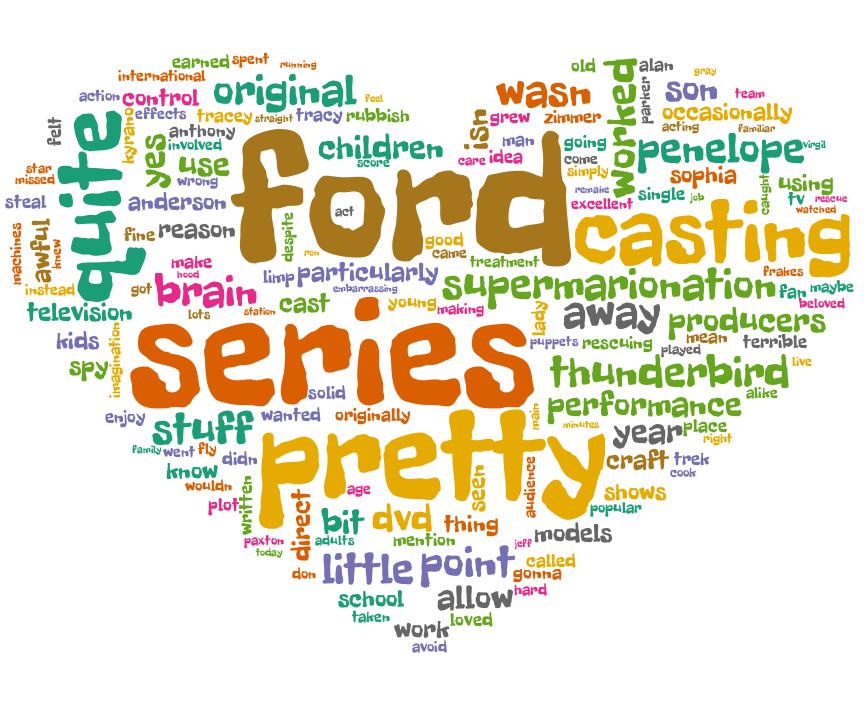 earned spent running
international
old alan gray
action control original feel
wasn worked parker son team
effects tracey straight tracy rubbish
grew zimmer occasionally
felt kyrano anthony
isn man acting familiar
quite yes involved children
going penelope virgil
score care idea come
star use ford simply
missed wrong sophia
caught using
remake single job tv rescue
steal anderson act excellent watched
machines awful knew fine reason despite good casting
came
ron treatment
make limp particularly supermarionation frakes
hood
instead got brain embarrassing fan maybe
lots station cast young making lady away beloved
television producers
kids series puppets rescuing mean terrible
played
spy imagination thunderbird live
solid alike
enjoy wanted originally main performance
stuff minutes year place
right
family went fly pretty
didn craft trek
know seen audience cook
wouldn
plot written age shows
direct bit dvd thing popular
paxton adults mention jeff models
today
don little point called
gonna
hard
school allow
taken loved
work
avoid